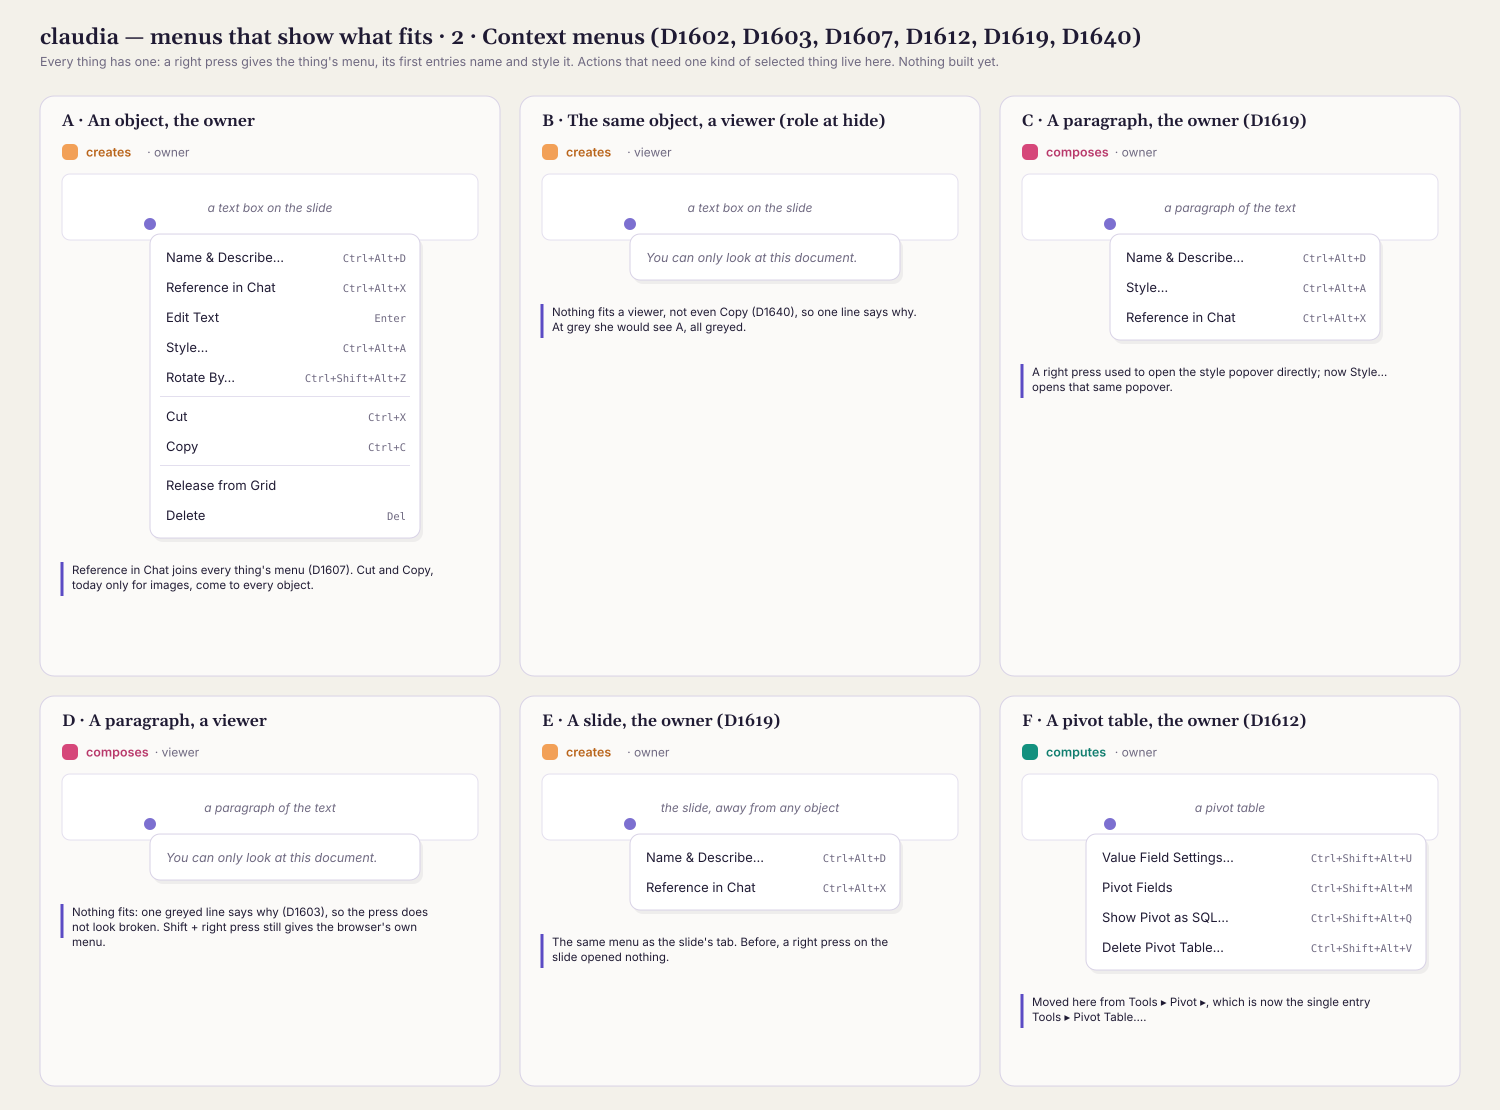 claudia — menus that show what fits · 2 · Context menus (D1602, D1603, D1607, D1612, D1619, D1640)
Every thing has one: a right press gives the thing's menu, its first entries name and style it. Actions that need one kind of selected thing live here. Nothing built yet.
A · An object, the owner
creates · owner
a text box on the slide
Name & Describe... Ctrl+Alt+D
Reference in Chat Ctrl+Alt+X
Edit Text Enter
Style... Ctrl+Alt+A
Rotate By... Ctrl+Shift+Alt+Z
Cut Ctrl+X
Copy Ctrl+C
Release from Grid
Delete Del
Reference in Chat joins every thing's menu (D1607). Cut and Copy,
today only for images, come to every object.
B · The same object, a viewer (role at hide)
creates · viewer
a text box on the slide
You can only look at this document.
Nothing fits a viewer, not even Copy (D1640), so one line says why.
At grey she would see A, all greyed.
C · A paragraph, the owner (D1619)
composes · owner
a paragraph of the text
Name & Describe... Ctrl+Alt+D
Style... Ctrl+Alt+A
Reference in Chat Ctrl+Alt+X
A right press used to open the style popover directly; now Style...
opens that same popover.
D · A paragraph, a viewer
composes · viewer
a paragraph of the text
You can only look at this document.
Nothing fits: one greyed line says why (D1603), so the press does
not look broken. Shift + right press still gives the browser's own
menu.
E · A slide, the owner (D1619)
creates · owner
the slide, away from any object
Name & Describe... Ctrl+Alt+D
Reference in Chat Ctrl+Alt+X
The same menu as the slide's tab. Before, a right press on the
slide opened nothing.
F · A pivot table, the owner (D1612)
computes · owner
a pivot table
Value Field Settings... Ctrl+Shift+Alt+U
Pivot Fields Ctrl+Shift+Alt+M
Show Pivot as SQL... Ctrl+Shift+Alt+Q
Delete Pivot Table... Ctrl+Shift+Alt+V
Moved here from Tools ▸ Pivot ▸, which is now the single entry
Tools ▸ Pivot Table....